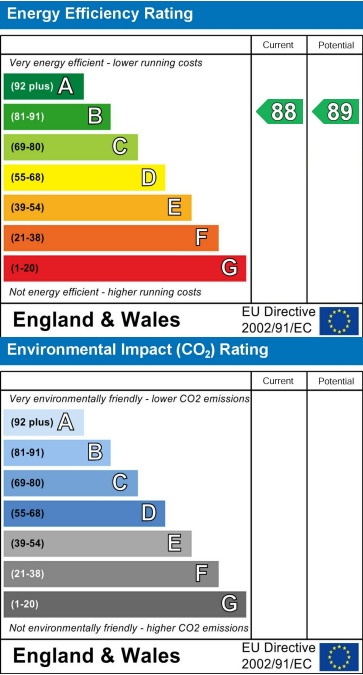 Energy Efficiency Rating
Current Potential
Very energy efficient - lower running costs
(92 plus) A
(81-91) B 88 89
(69-80) C
(55-68) D
(39-54) E
(21-38) F
(1-20) G
Not energy efficient - higher running costs
England & Wales EU Directive
2002/91/EC
Environmental Impact (CO₂) Rating
Current Potential
Very environmentally friendly - lower CO2 emissions
(92 plus) A
(81-91) B
(69-80) C
(55-68) D
(39-54) E
(21-38) F
(1-20) G
Not environmentally friendly - higher CO2 emissions
England & Wales EU Directive
2002/91/EC